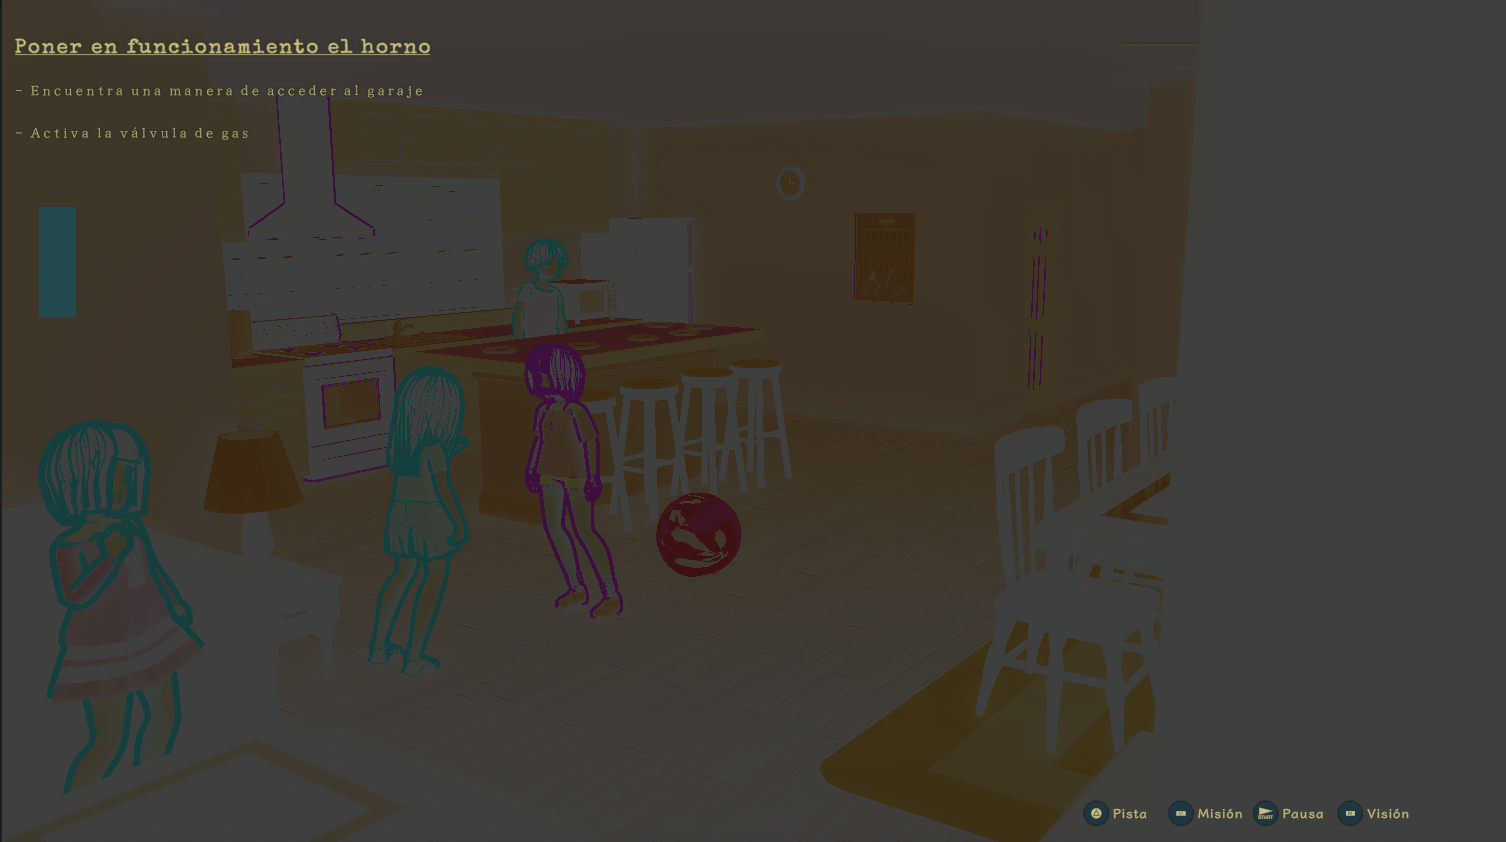 Poner en funcionamiento el horno
– Encuentra una manera de acceder al garaje
– Activa la válvula de gas
Pista Misión START Pausa Visión